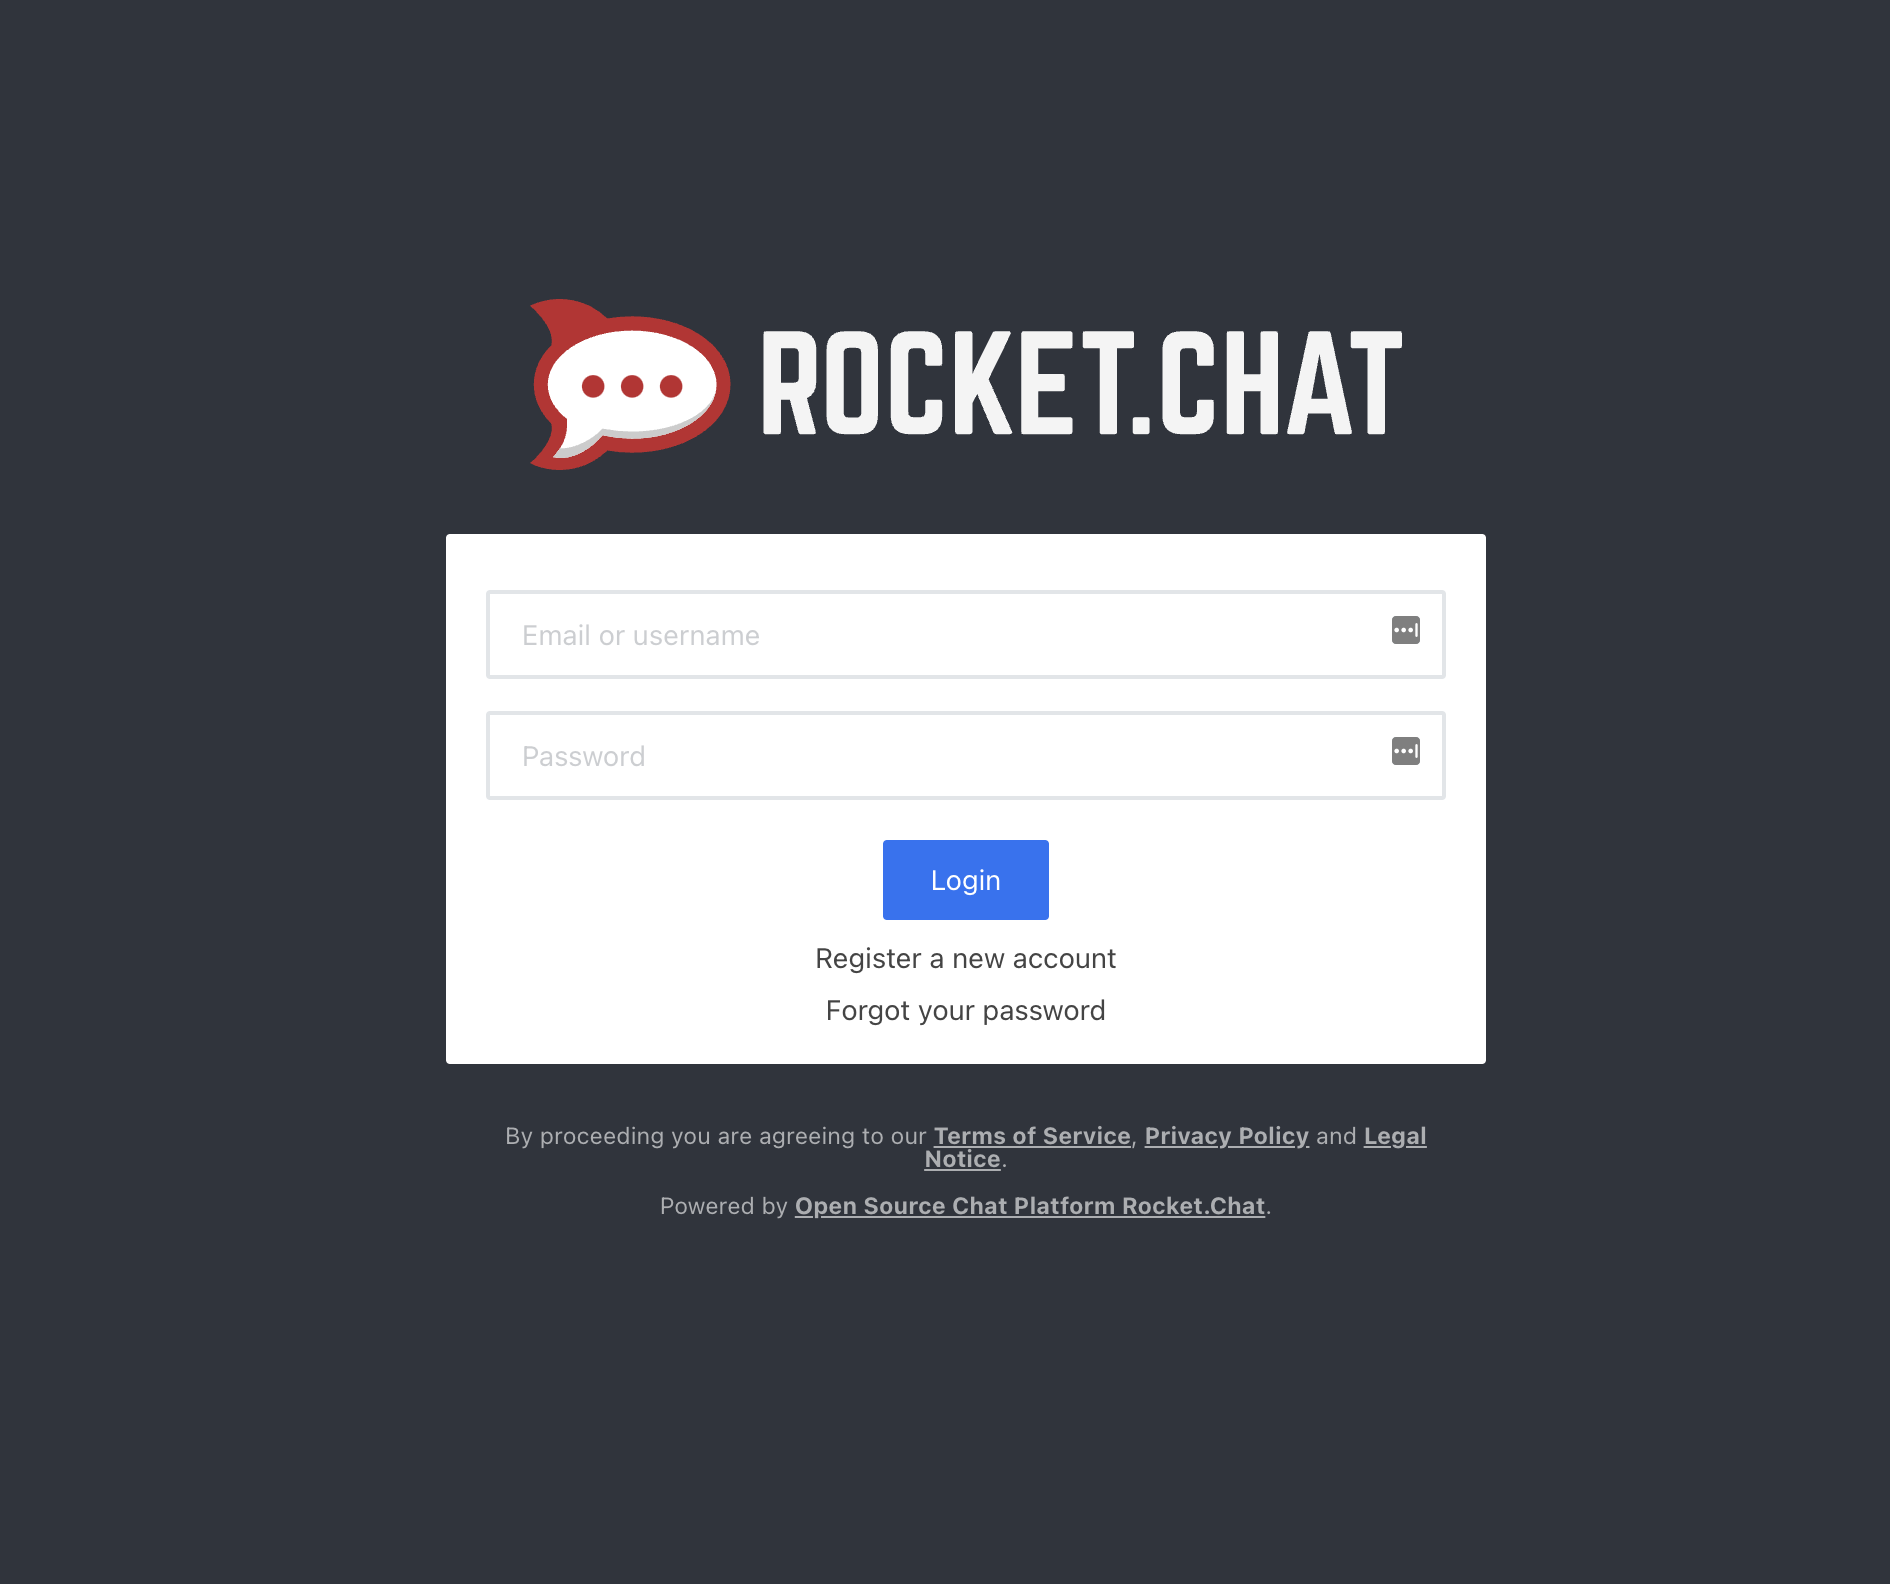 ROCKET.CHAT
Email or username
Password
Login
Register a new account
Forgot your password
By proceeding you are agreeing to our Terms of Service, Privacy Policy and Legal
Notice.
Powered by Open Source Chat Platform Rocket.Chat.